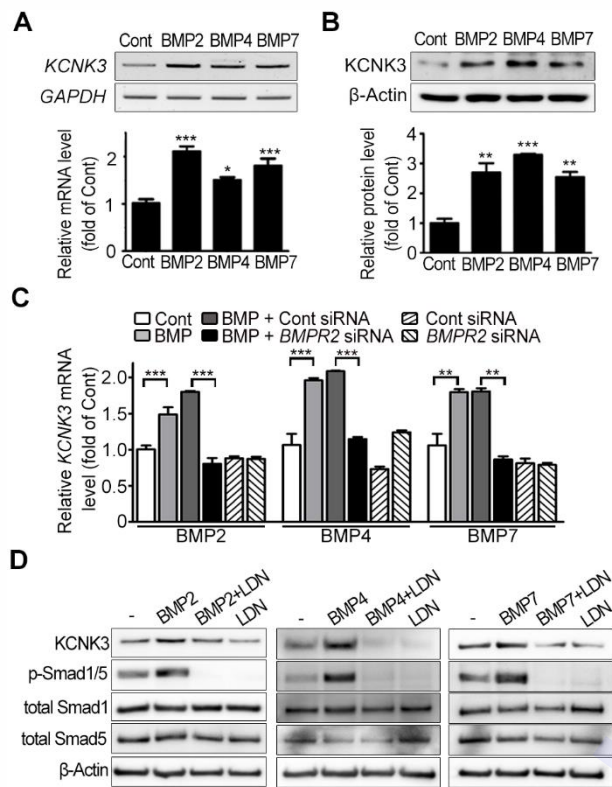 A
Cont BMP2 BMP4 BMP7
KCNK3
GAPDH
Relative mRNA level
(fold of Cont)
2
1
0
***
*
***
Cont BMP2 BMP4 BMP7
B
Cont BMP2 BMP4 BMP7
KCNK3
β-Actin
Relative protein level
(fold of Cont)
4
3
2
1
0
**
***
**
Cont BMP2 BMP4 BMP7
C
Cont
BMP
BMP + Cont siRNA
BMP + BMPR2 siRNA
Cont siRNA
BMPR2 siRNA
Relative KCNK3 mRNA
level (fold of Cont)
2.0
1.0
0
*** ***
*** ***
** **
BMP2 BMP4 BMP7
D
- BMP2 BMP2+LDN LDN
- BMP4 BMP4+LDN LDN
- BMP7 BMP7+LDN LDN
KCNK3
p-Smad1/5
total Smad1
total Smad5
β-Actin